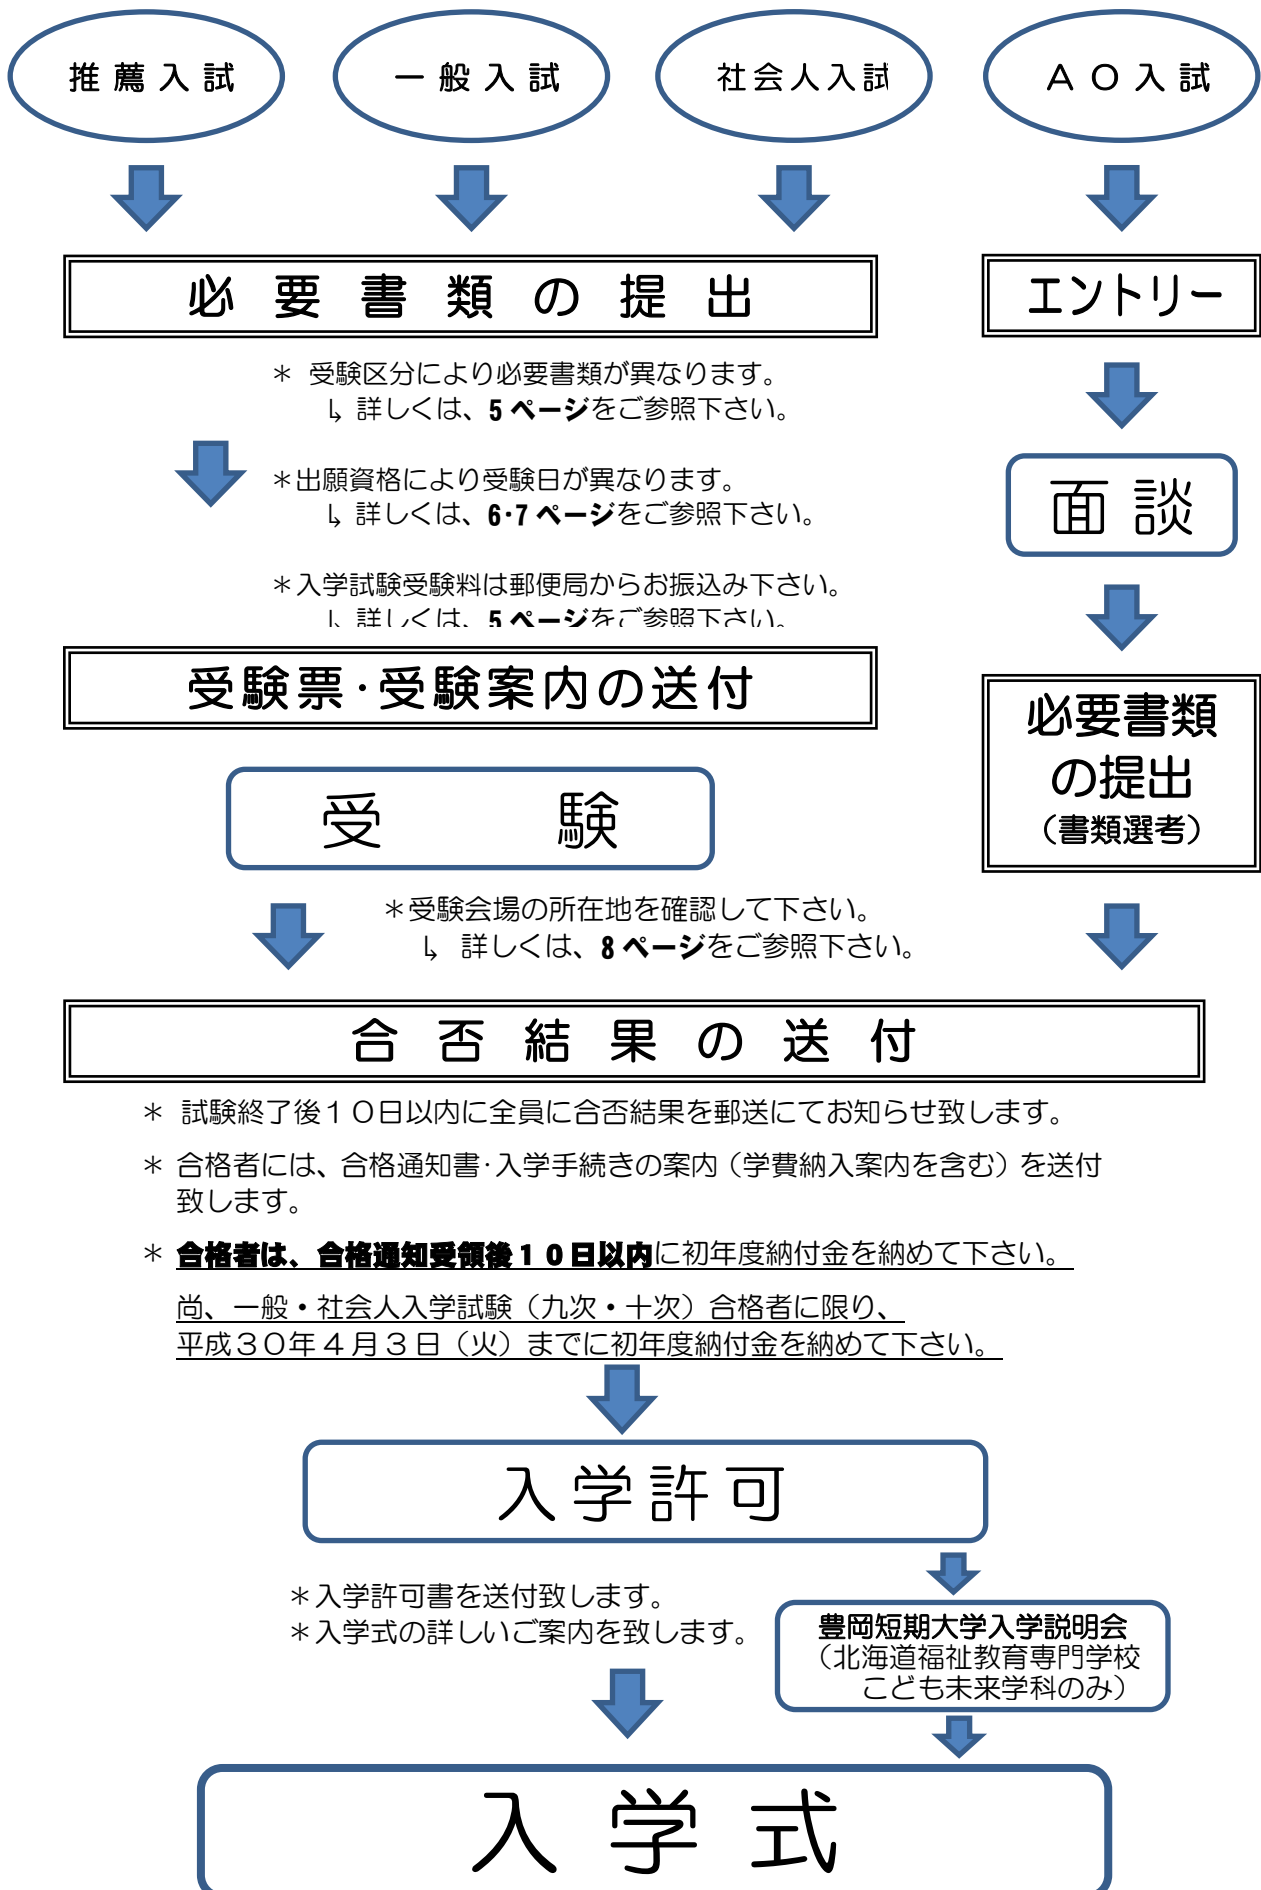 推薦入試
一般入試
社会人入試
ＡＯ入試
必要書類の提出
エントリー
＊ 受験区分により必要書類が異なります。
↳ 詳しくは、5 ページをご参照下さい。
＊出願資格により受験日が異なります。
↳ 詳しくは、6･7 ページをご参照下さい。
面談
＊入学試験受験料は郵便局からお振込み下さい。
↳ 詳しくは、5 ページをご参照下さい。
受験票･受験案内の送付
必要書類
の提出
（書類選考）
受験
＊受験会場の所在地を確認して下さい。
↳ 詳しくは、8 ページをご参照下さい。
合否結果の送付
＊ 試験終了後１０日以内に全員に合否結果を郵送にてお知らせ致します。
＊ 合格者には、合格通知書･入学手続きの案内（学費納入案内を含む）を送付
致します。
＊ 合格者は、合格通知受領後１０日以内に初年度納付金を納めて下さい。
尚、一般・社会人入学試験（九次・十次）合格者に限り、
平成３０年４月３日（火）までに初年度納付金を納めて下さい。
入学許可
＊入学許可書を送付致します。
＊入学式の詳しいご案内を致します。
豊岡短期大学入学説明会
（北海道福祉教育専門学校
こども未来学科のみ）
入学式